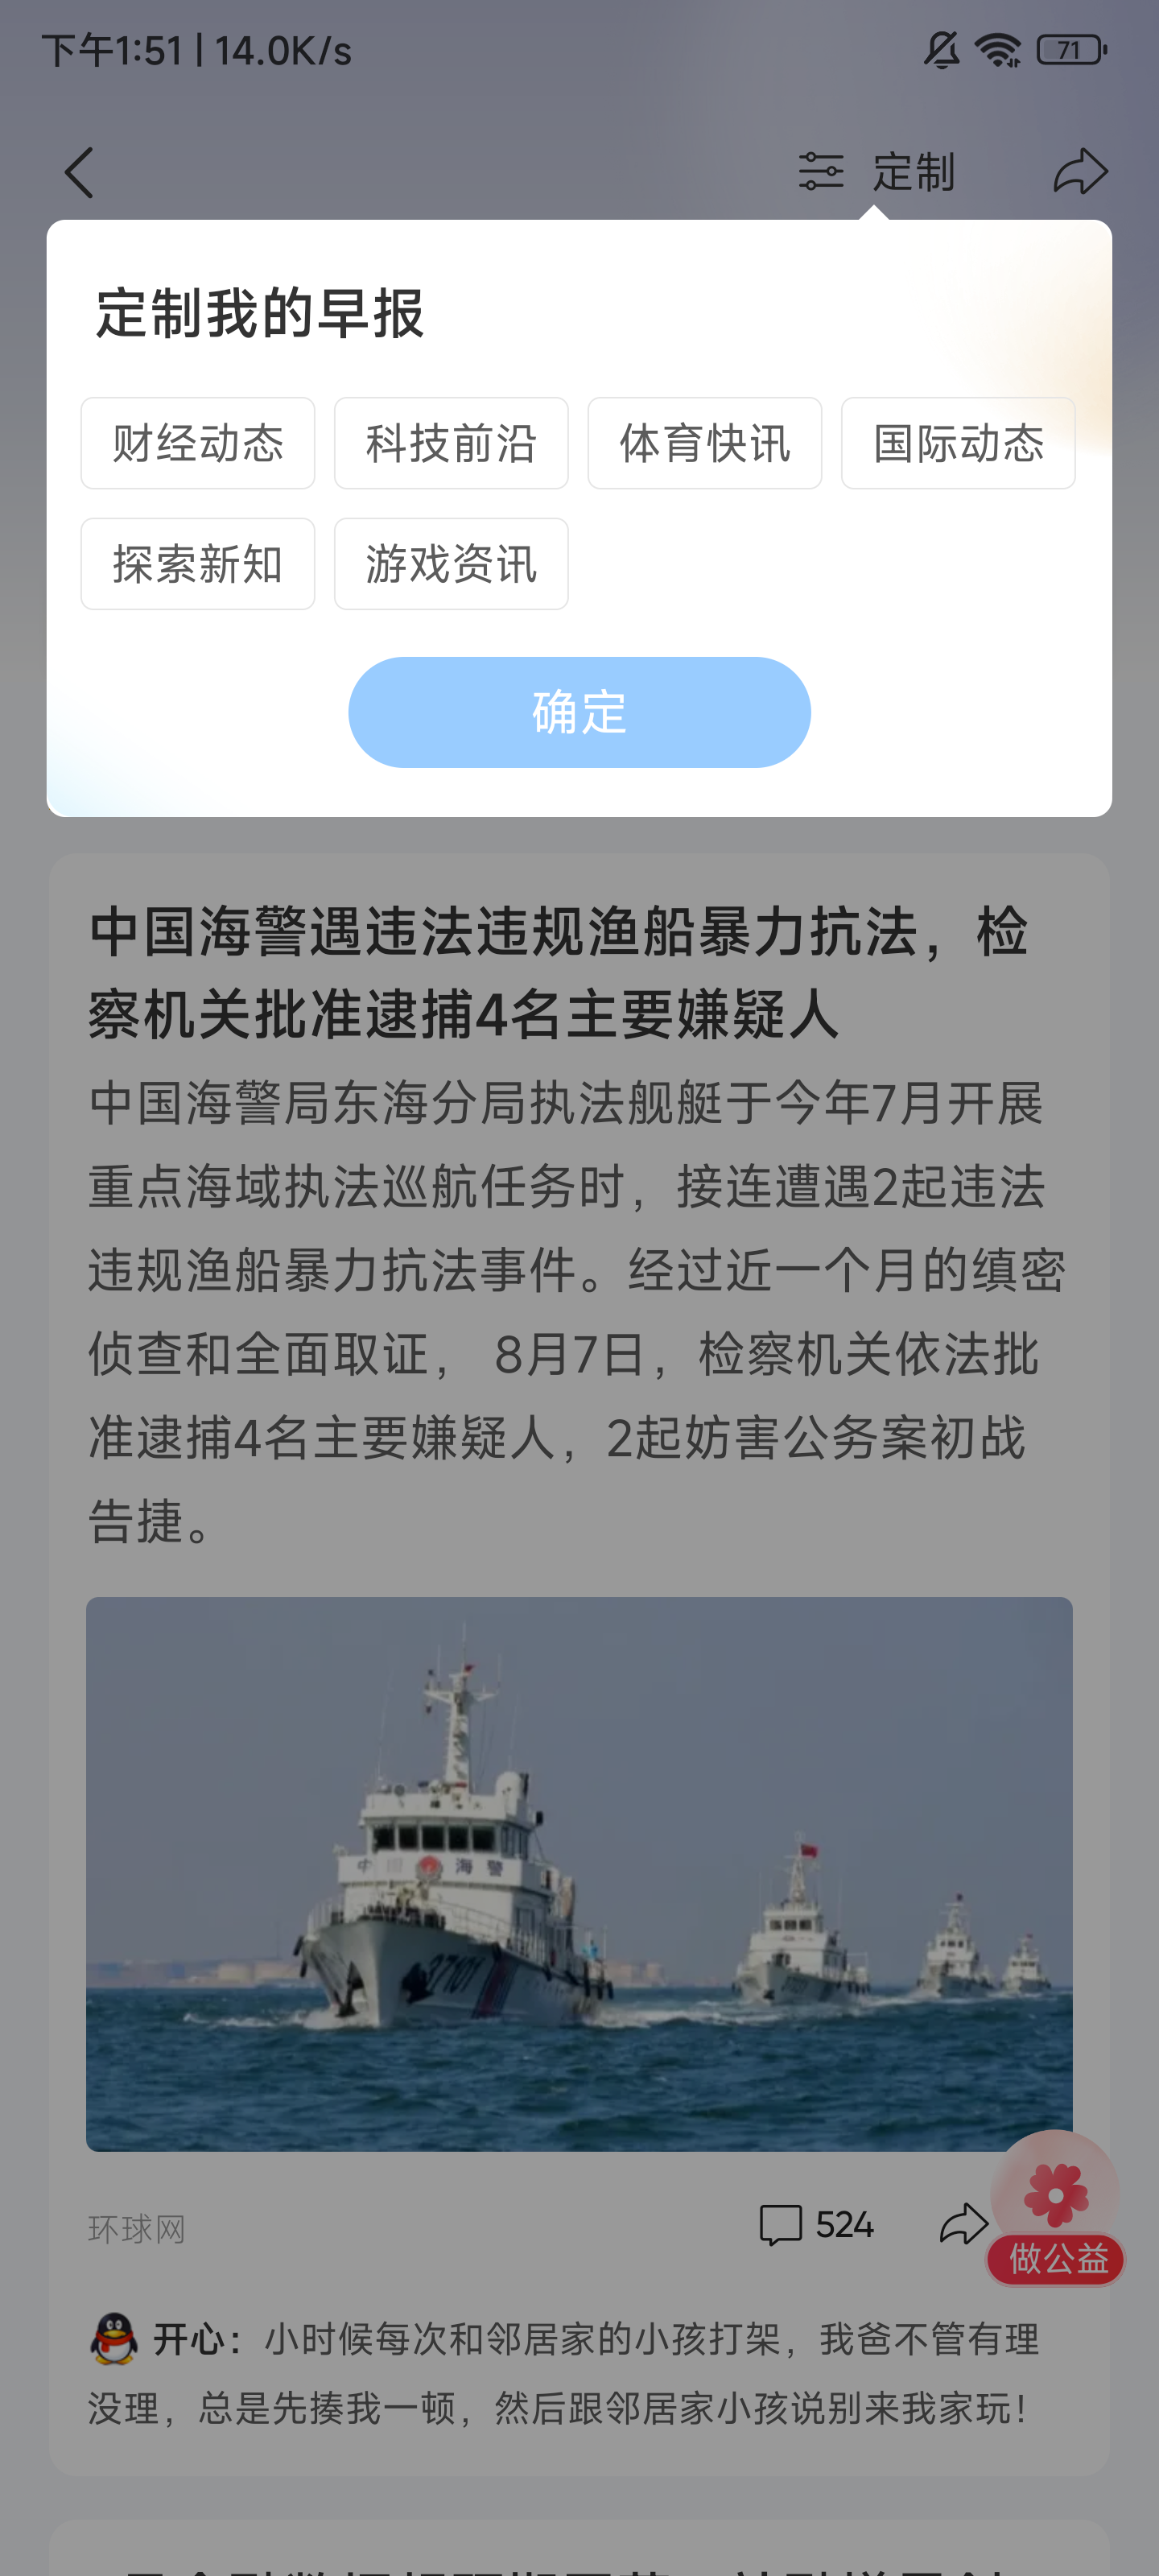 下午1:51 | 14.0K/s
71
定制
定制我的早报
财经动态 科技前沿 体育快讯 国际动态
探索新知 游戏资讯
确定
中国海警遇违法违规渔船暴力抗法，检
察机关批准逮捕4名主要嫌疑人
中国海警局东海分局执法舰艇于今年7月开展
重点海域执法巡航任务时，接连遭遇2起违法
违规渔船暴力抗法事件。经过近一个月的缜密
侦查和全面取证， 8月7日，检察机关依法批
准逮捕4名主要嫌疑人，2起妨害公务案初战
告捷。
中国海警
环球网
524
做公益
开心：小时候每次和邻居家的小孩打架，我爸不管有理
没理，总是先揍我一顿，然后跟邻居家小孩说别来我家玩！